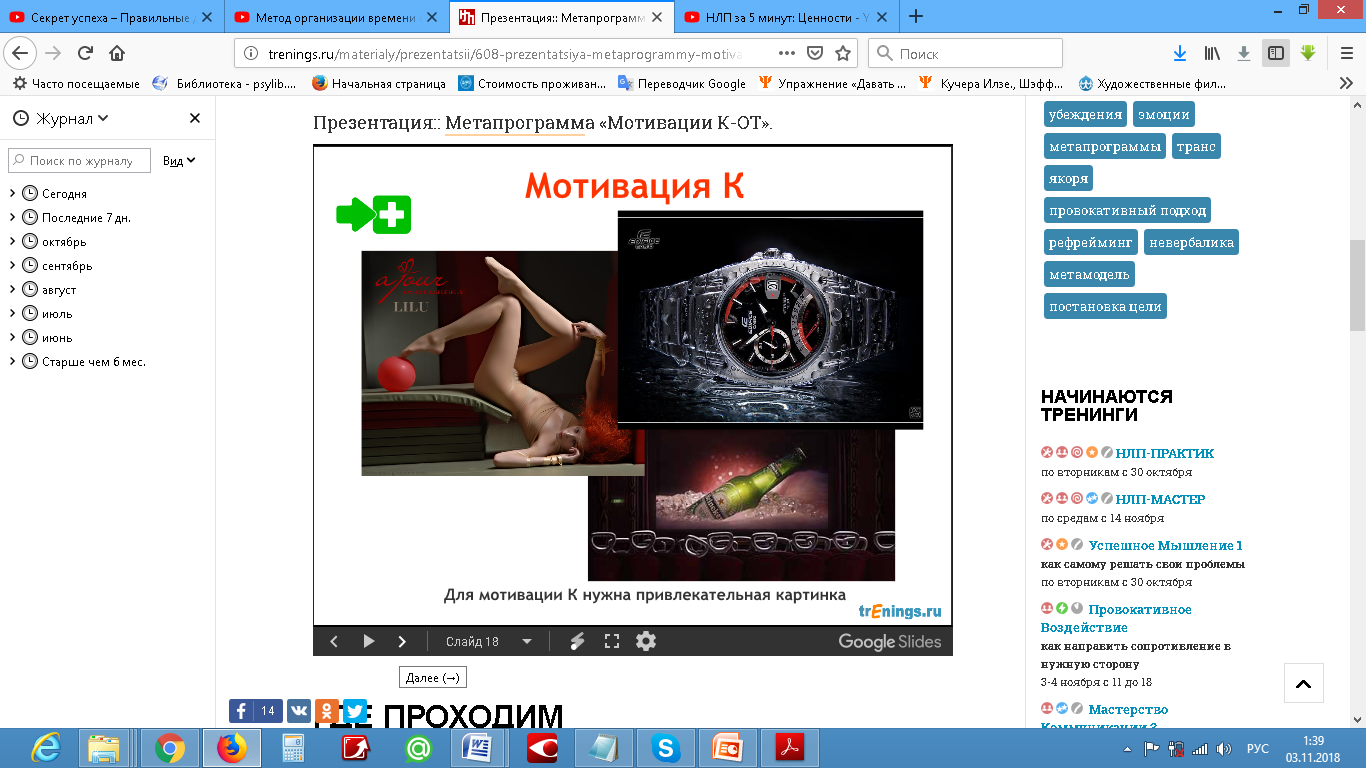 Секрет успеха – Правильные
Метод организации времени
Презентация:: Метапрограмм
НЛП за 5 минут: Ценности - Y
trenings.ru/materialy/prezentatsii/608-prezentatsiya-metaprogrammy-motiva
Поиск
Часто посещаемые
Библиотека - psylib....
Начальная страница
Стоимость проживан...
Переводчик Google
Упражнение «Давать ...
Кучера Илзе., Шэфф...
Художественные фил...
Журнал
Поиск по журналу
Вид
Сегодня
Последние 7 дн.
октябрь
сентябрь
август
июль
июнь
Старше чем 6 мес.
Презентация:: Метапрограмма «Мотивации К-ОТ».
Мотивация К
ajour
LILU
EDIFICE
Для мотивации К нужна привлекательная картинка
trEnings.ru
Слайд 18
Google Slides
Далее (→)
14
ГДЕ ПРОХОДИМ
убеждения
эмоции
метапрограммы
транс
якоря
провокативный подход
рефрейминг
невербалика
метамодель
постановка цели
НАЧИНАЮТСЯ
ТРЕНИНГИ
НЛП-ПРАКТИК
по вторникам с 30 октября
НЛП-МАСТЕР
по средам с 14 ноября
Успешное Мышление 1
как самому решать свои проблемы
по вторникам с 30 октября
Провокативное
Воздействие
как направить сопротивление в
нужную сторону
3-4 ноября с 11 до 18
Мастерство
Коммуникации 3
РУС
1:39
03.11.2018